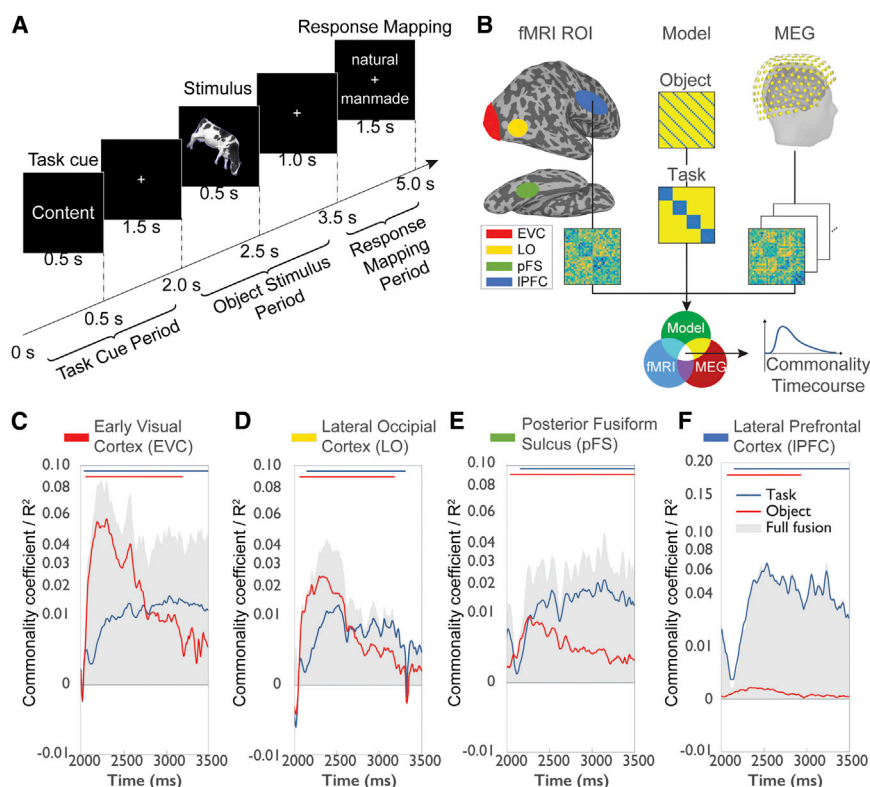 A
Response Mapping
natural
+
manmade
1.5 s
Stimulus
+
1.0 s
0.5 s
Task cue
+
1.5 s
Content
0.5 s
0 s
0.5 s
2.0 s
2.5 s
3.5 s
5.0 s
Task Cue Period
Object Stimulus
Period
Response
Mapping
Period
B
fMRI ROI
Model
MEG
Object
Task
EVC
LO
pFS
lPFC
...
Model
fMRI
MEG
Commonality
Timecourse
C
Early Visual
Cortex (EVC)
Commonality coefficient / R²
0.10
0.08
0.06
0.04
0.03
0.02
0.01
0
-0.01
2000 2500 3000 3500
Time (ms)
D
Lateral Occipial
Cortex (LO)
Commonality coefficient / R²
0.10
0.08
0.06
0.04
0.03
0.02
0.01
0
-0.01
2000 2500 3000 3500
Time (ms)
E
Posterior Fusiform
Sulcus (pFS)
Commonality coefficient / R²
0.10
0.08
0.06
0.04
0.03
0.02
0.01
0
-0.01
2000 2500 3000 3500
Time (ms)
F
Lateral Prefrontal
Cortex (lPFC)
Commonality coefficient / R²
0.20
0.15
0.10
0.08
0.06
0.04
0.01
0
-0.01
Task
Object
Full fusion
2000 2500 3000 3500
Time (ms)